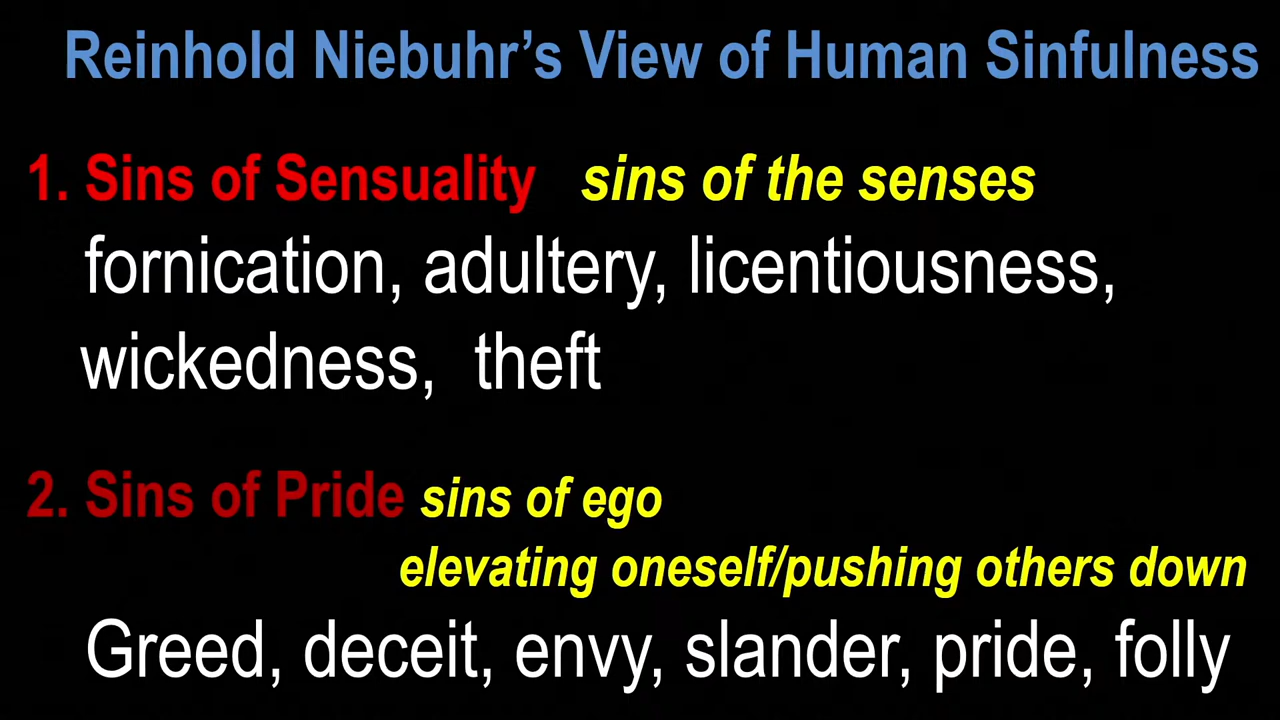 Reinhold Niebuhr’s View of Human Sinfulness
1. Sins of Sensuality sins of the senses
fornication, adultery, licentiousness,
wickedness, theft
2. Sins of Pride sins of ego
elevating oneself/pushing others down
Greed, deceit, envy, slander, pride, folly